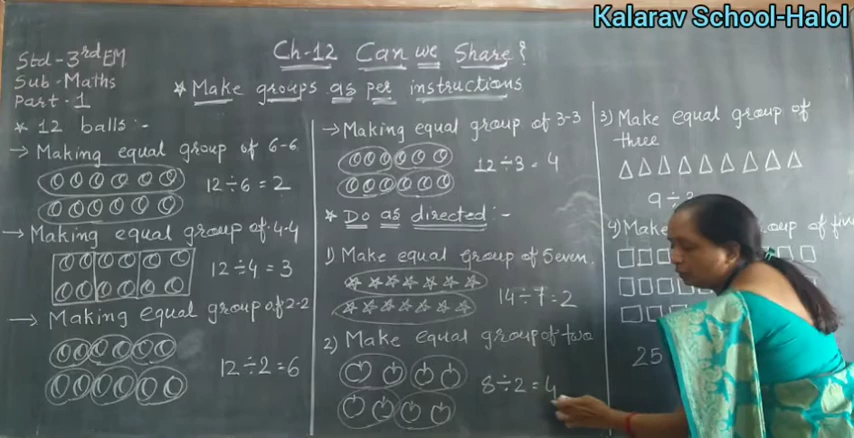 Kalarav School-Halol
Std-3rd EM
Sub-Maths
Part-1
Ch-12 Can we Share?
* Make groups as per instructions
* 12 balls:-
→ Making equal group of 6-6
12÷6=2
→ Making equal group of 4-4
12÷4=3
→ Making equal group of 2-2
12÷2=6
→ Making equal group of 3-3
12÷3=4
* Do as directed:-
1) Make equal group of Seven.
14÷7=2
2) Make equal group of two
8÷2=4
3) Make equal group of
three
9÷
4) Make
of five
25